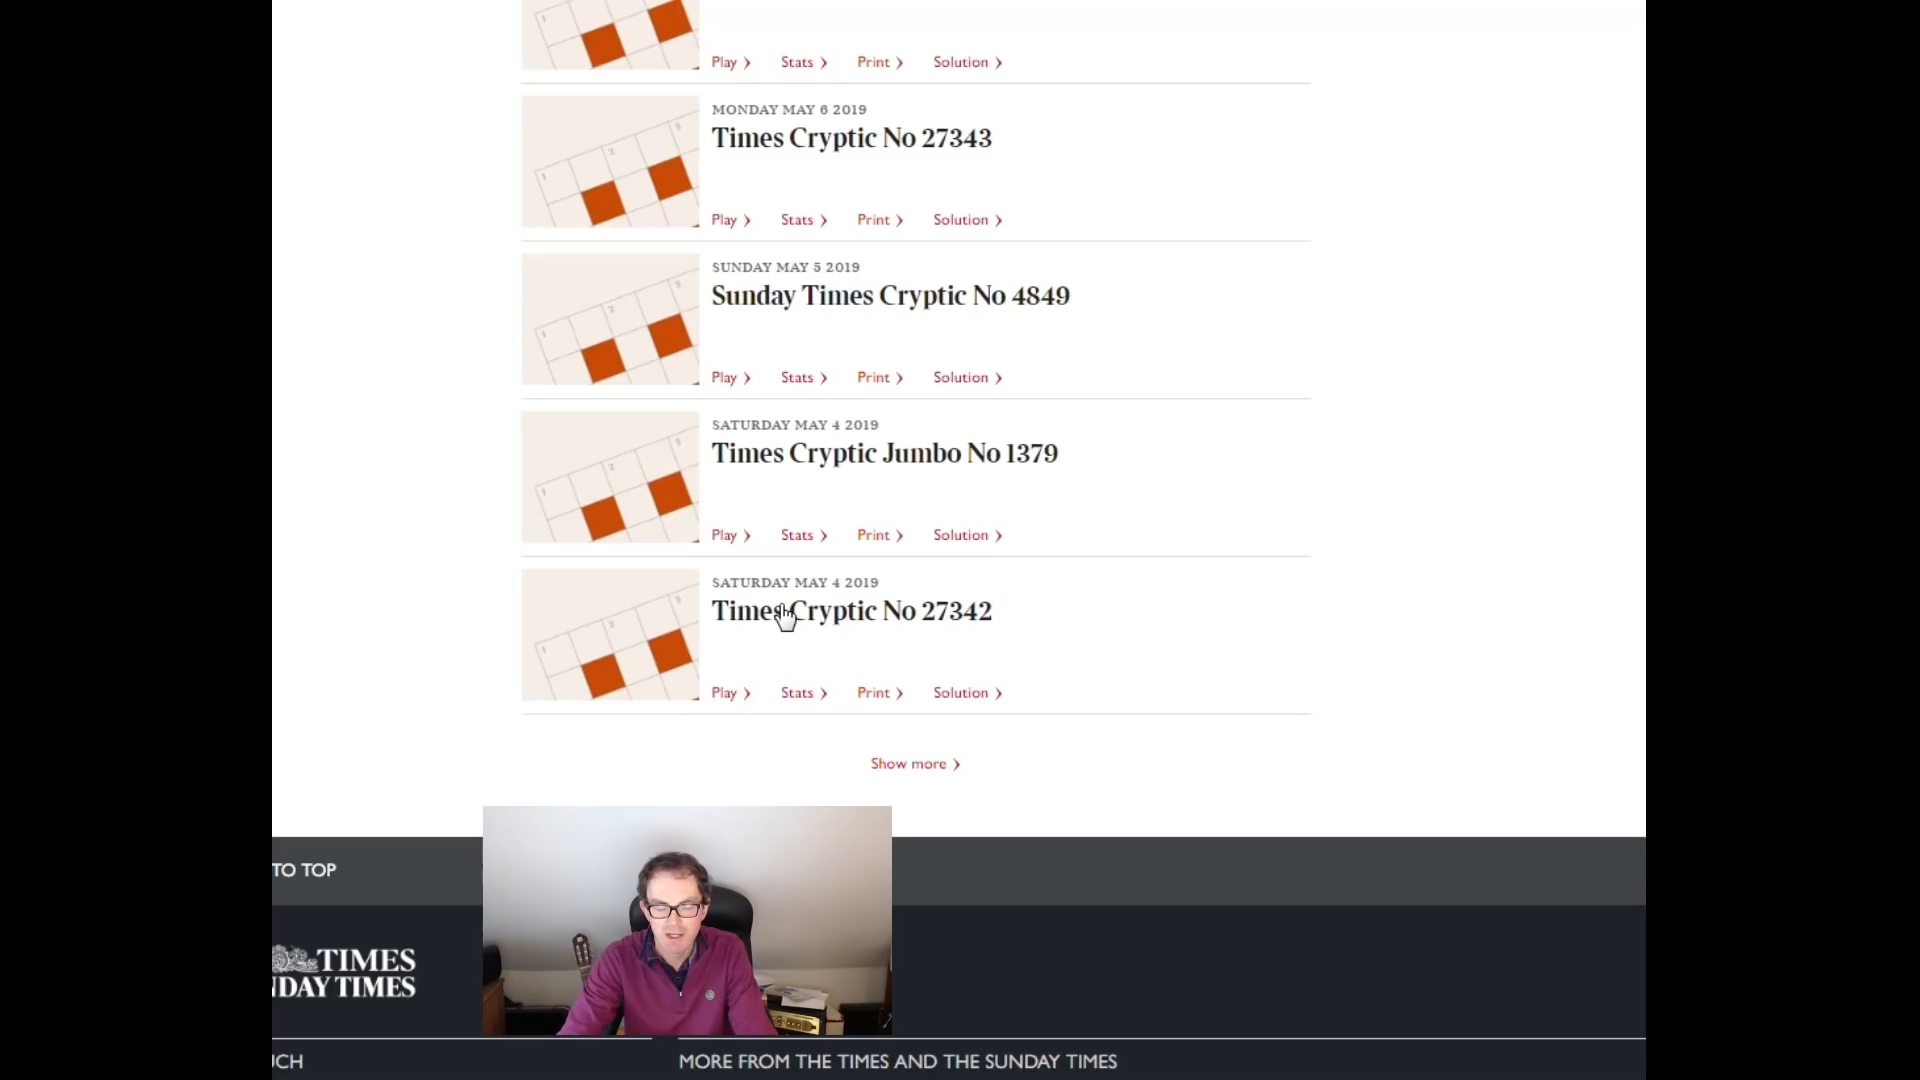 Play Stats Print Solution
MONDAY MAY 6 2019
Times Cryptic No 27343
Play Stats Print Solution
SUNDAY MAY 5 2019
Sunday Times Cryptic No 4849
Play Stats Print Solution
SATURDAY MAY 4 2019
Times Cryptic Jumbo No 1379
Play Stats Print Solution
SATURDAY MAY 4 2019
Times Cryptic No 27342
Play Stats Print Solution
Show more
TO TOP
TIMES
NDAY TIMES
UCH
MORE FROM THE TIMES AND THE SUNDAY TIMES